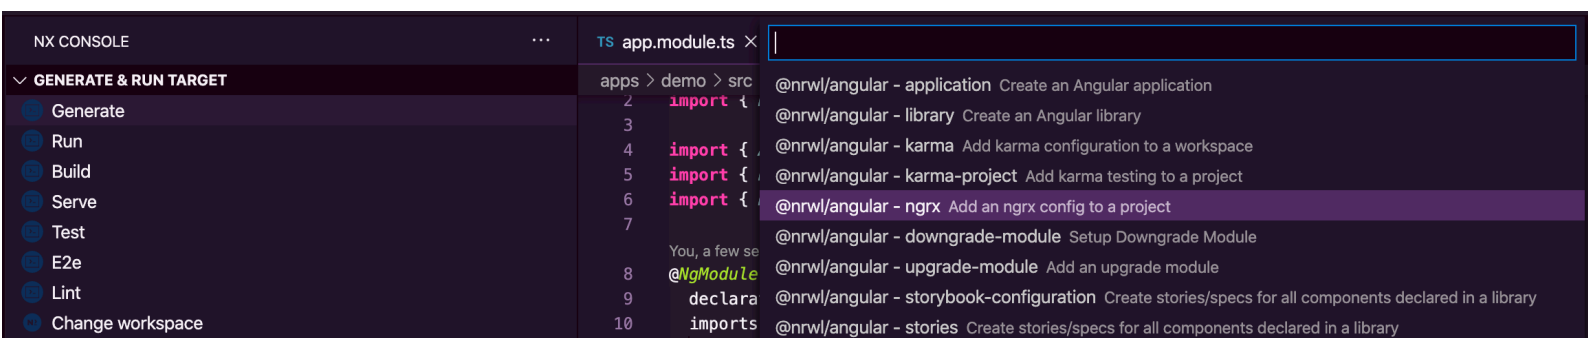 NX CONSOLE
GENERATE & RUN TARGET
Generate
Run
Build
Serve
Test
E2e
Lint
Change workspace
TS app.module.ts
apps > demo > src
2 import {
3
4 import {
5 import {
6 import {
7
You, a few se
8 @NgModule
9 declara
10 imports
@nrwl/angular - application Create an Angular application
@nrwl/angular - library Create an Angular library
@nrwl/angular - karma Add karma configuration to a workspace
@nrwl/angular - karma-project Add karma testing to a project
@nrwl/angular - ngrx Add an ngrx config to a project
@nrwl/angular - downgrade-module Setup Downgrade Module
@nrwl/angular - upgrade-module Add an upgrade module
@nrwl/angular - storybook-configuration Create stories/specs for all components declared in a library
@nrwl/angular - stories Create stories/specs for all components declared in a library